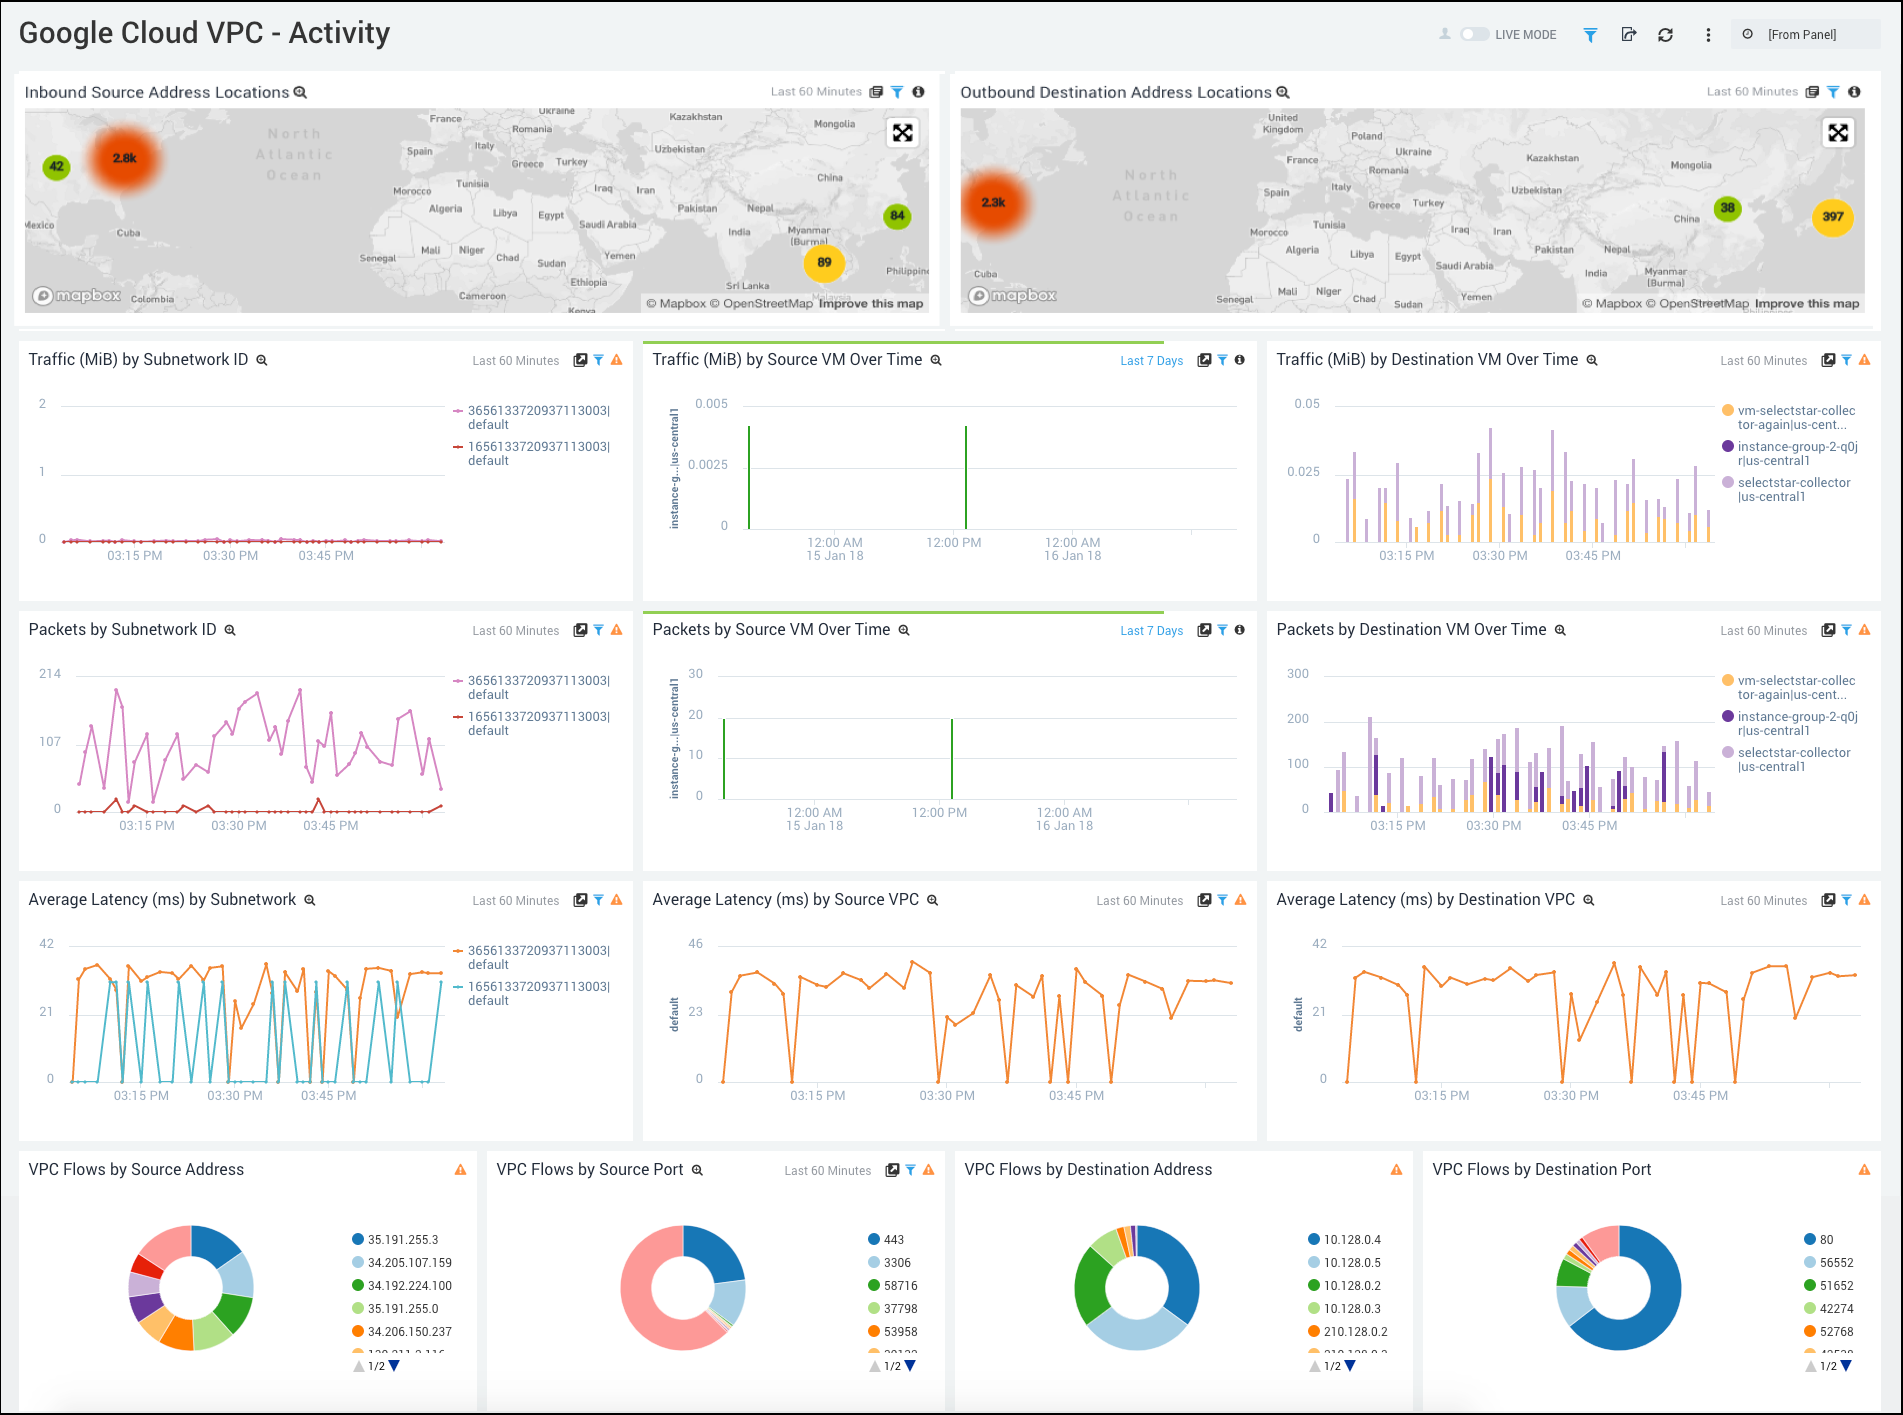 Google Cloud VPC - Activity
LIVE MODE
[From Panel]
Inbound Source Address Locations
Last 60 Minutes
42
2.8k
84
89
North
Atlantic
Ocean
Mexico
Cuba
Colombia
France
Ukraine
Romania
Spain
Italy
Greece
Turkey
Kazakhstan
Mongolia
Uzbekistan
China
Morocco
Tunisia
Algeria
Libya
Egypt
Iraq
Iran
Saudi Arabia
Pakistan
Nepal
India
Myanmar
(Burma)
Senegal
Mali
Niger
Chad
Sudan
Yemen
Ethiopia
Cameroon
Kenya
Sri Lanka
Malaysia
mapbox
© Mapbox © OpenStreetMap Improve this map
Outbound Destination Address Locations
Last 60 Minutes
2.3k
38
397
North
Atlantic
Ocean
Cuba
United
Kingdom
Poland
France
Ukraine
Romania
Spain
Italy
Greece
Turkey
Kazakhstan
Mongolia
Uzbekistan
China
Morocco
Tunisia
Algeria
Libya
Egypt
Iraq
Iran
Saudi Arabia
Pakistan
Nepal
India
Myanmar
(Burma)
Senegal
Mali
Niger
Chad
Sudan
Yemen
mapbox
© Mapbox © OpenStreetMap Improve this map
Traffic (MiB) by Subnetwork ID
Last 60 Minutes
2
1
0
03:15 PM 03:30 PM 03:45 PM
3656133720937113003|
default
1656133720937113003|
default
Traffic (MiB) by Source VM Over Time
Last 7 Days
instance-g...|us-central1
0.005
0.0025
0
12:00 AM 12:00 PM 12:00 AM
15 Jan 18 16 Jan 18
Traffic (MiB) by Destination VM Over Time
Last 60 Minutes
0.05
0.025
0
03:15 PM 03:30 PM 03:45 PM
vm-selectstar-collec
tor-again|us-cent...
instance-group-2-q0j
r|us-central1
selectstar-collector
|us-central1
Packets by Subnetwork ID
Last 60 Minutes
214
107
0
03:15 PM 03:30 PM 03:45 PM
3656133720937113003|
default
1656133720937113003|
default
Packets by Source VM Over Time
Last 7 Days
instance-g...|us-central1
30
20
10
0
12:00 AM 12:00 PM 12:00 AM
15 Jan 18 16 Jan 18
Packets by Destination VM Over Time
Last 60 Minutes
300
200
100
0
03:15 PM 03:30 PM 03:45 PM
vm-selectstar-collec
tor-again|us-cent...
instance-group-2-q0j
r|us-central1
selectstar-collector
|us-central1
Average Latency (ms) by Subnetwork
Last 60 Minutes
42
21
0
03:15 PM 03:30 PM 03:45 PM
3656133720937113003|
default
1656133720937113003|
default
Average Latency (ms) by Source VPC
Last 60 Minutes
default
46
23
0
03:15 PM 03:30 PM 03:45 PM
Average Latency (ms) by Destination VPC
Last 60 Minutes
default
42
21
0
03:15 PM 03:30 PM 03:45 PM
VPC Flows by Source Address
35.191.255.3
34.205.107.159
34.192.224.100
35.191.255.0
34.206.150.237
1/2
VPC Flows by Source Port
Last 60 Minutes
443
3306
58716
37798
53958
1/2
VPC Flows by Destination Address
10.128.0.4
10.128.0.5
10.128.0.2
10.128.0.3
210.128.0.2
1/2
VPC Flows by Destination Port
80
56552
51652
42274
52768
1/2